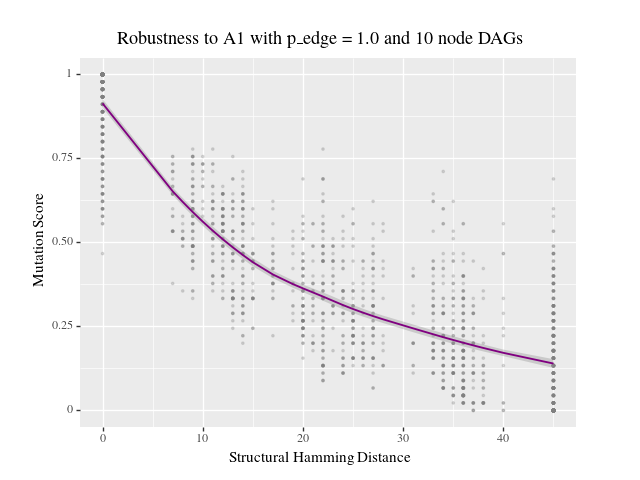 Robustness to A1 with p_edge = 1.0 and 10 node DAGs
1
0.75
0.50
0.25
0
Mutation Score
0 10 20 30 40
Structural Hamming Distance